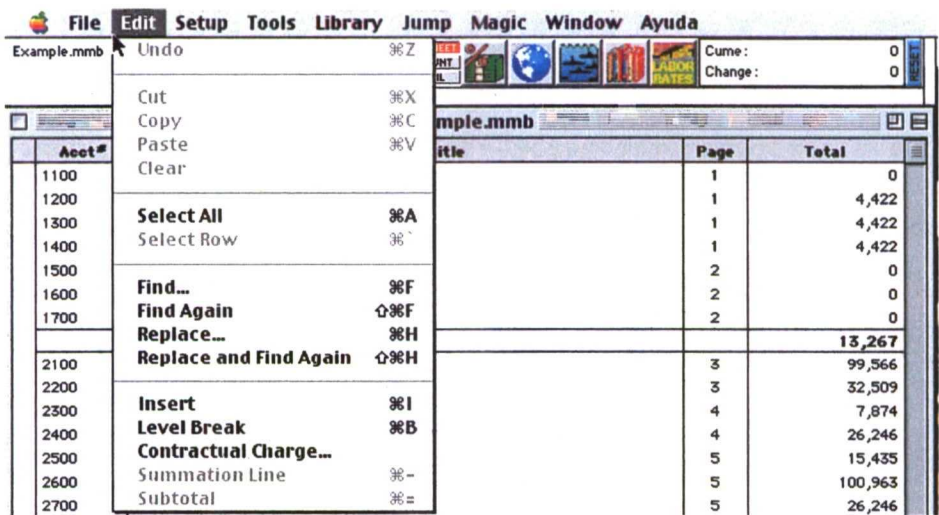 File Edit Setup Tools Library Jump Magic Window Ayuda
Example.mmb
Cume: 0
Change: 0
RESET
LABOR RATES
Undo ⌘Z
Cut ⌘X
Copy ⌘C
Paste ⌘V
Clear
Select All ⌘A
Select Row ⌘`
Find... ⌘F
Find Again ⇧⌘F
Replace... ⌘H
Replace and Find Again ⇧⌘H
Insert ⌘I
Level Break ⌘B
Contractual Charge...
Summation Line ⌘-
Subtotal ⌘=
mple.mmb
Acct# itle Page Total
1100 1 0
1200 1 4,422
1300 1 4,422
1400 1 4,422
1500 2 0
1600 2 0
1700 2 0
13,267
2100 3 99,566
2200 3 32,509
2300 4 7,874
2400 4 26,246
2500 5 15,435
2600 5 100,963
2700 5 26,246